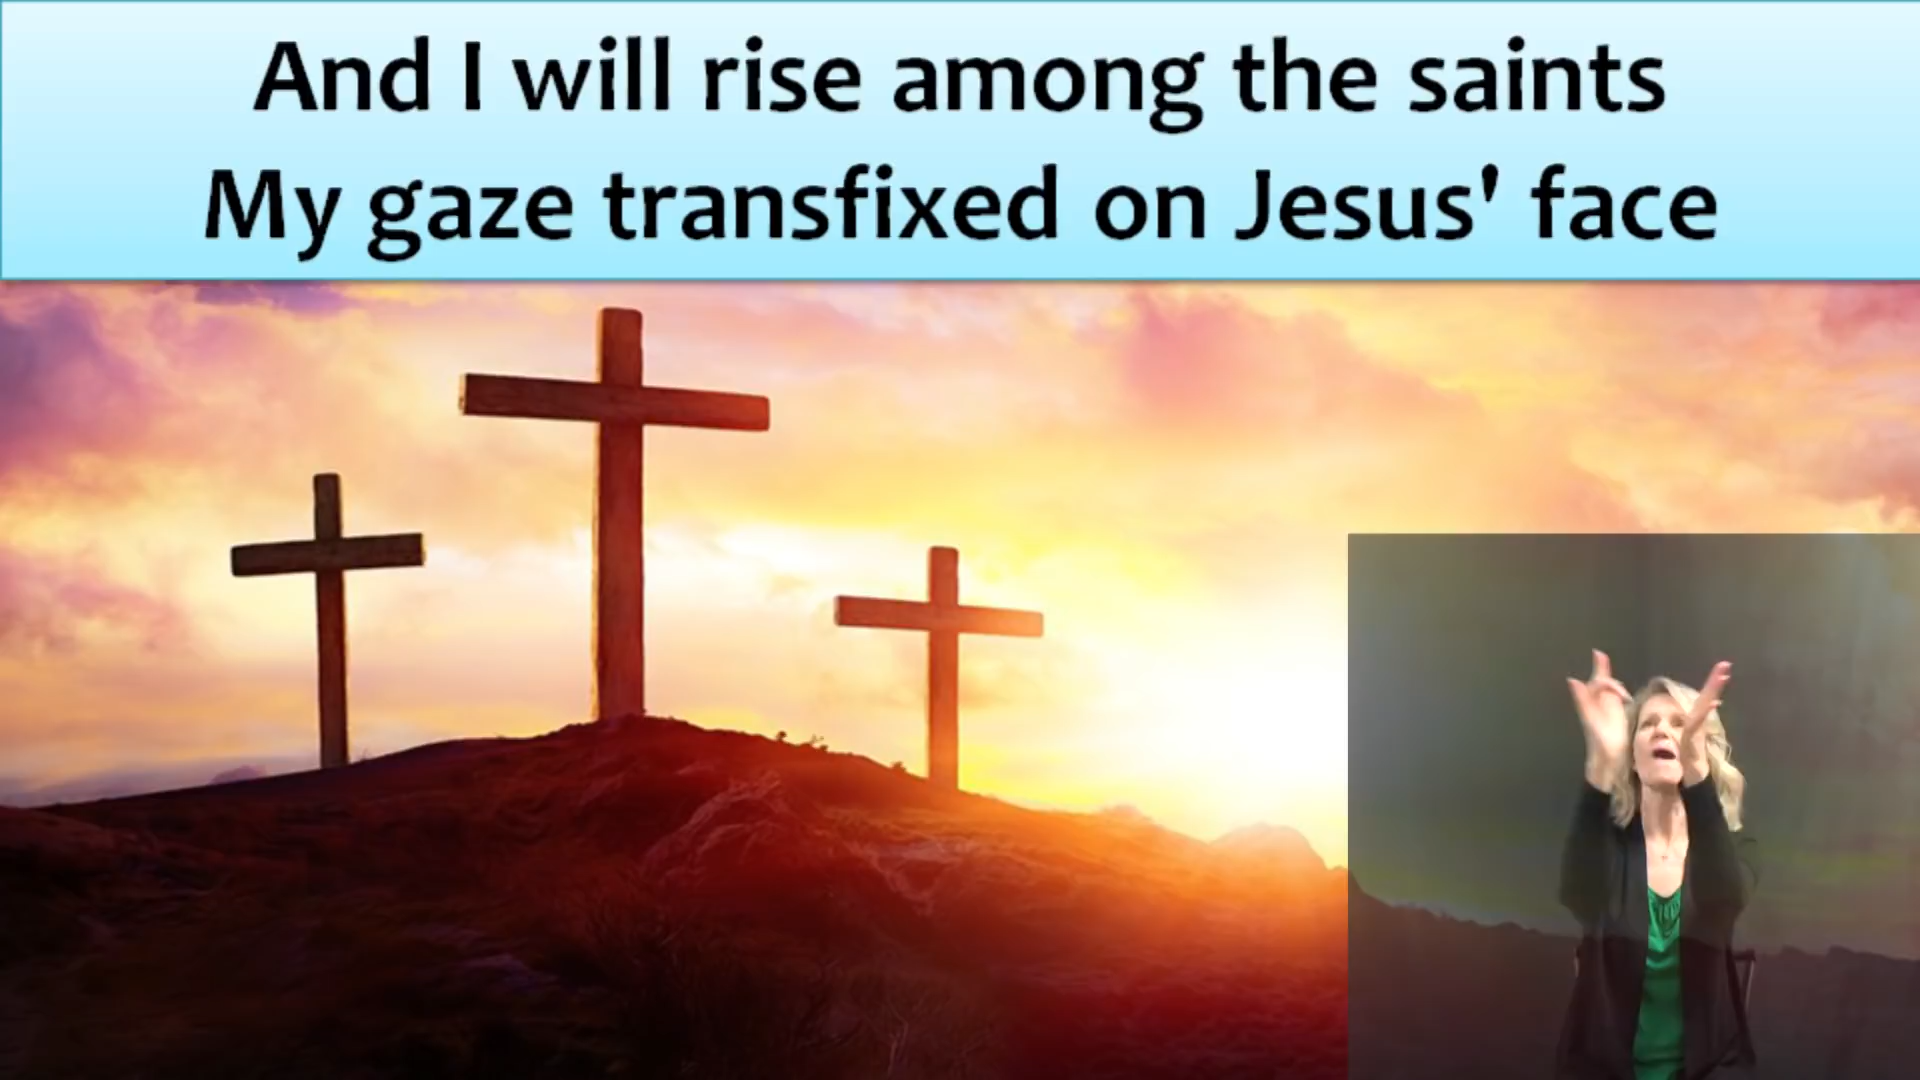 And I will rise among the saints
My gaze transfixed on Jesus' face